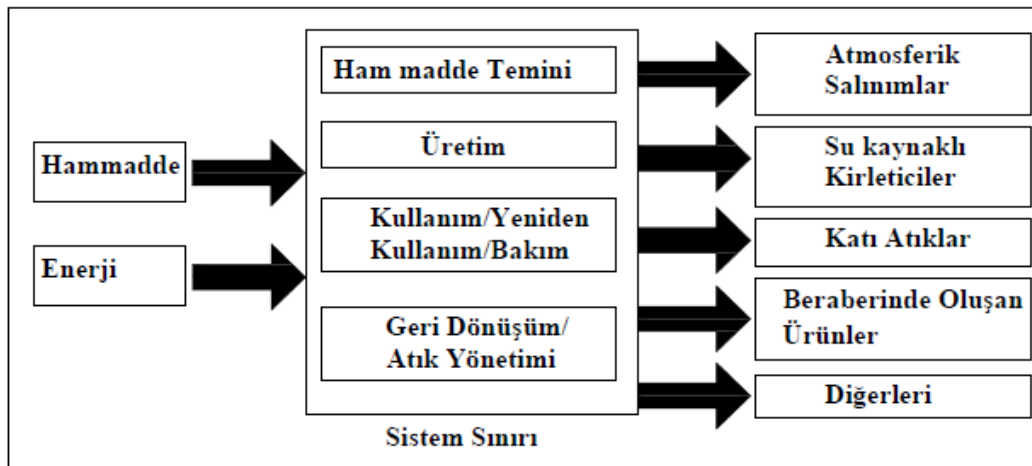 Hammadde
Enerji
Ham madde Temini
Üretim
Kullanım/Yeniden
Kullanım/Bakım
Geri Dönüşüm/
Atık Yönetimi
Sistem Sınırı
Atmosferik
Salınımlar
Su kaynaklı
Kirleticiler
Katı Atıklar
Beraberinde Oluşan
Ürünler
Diğerleri